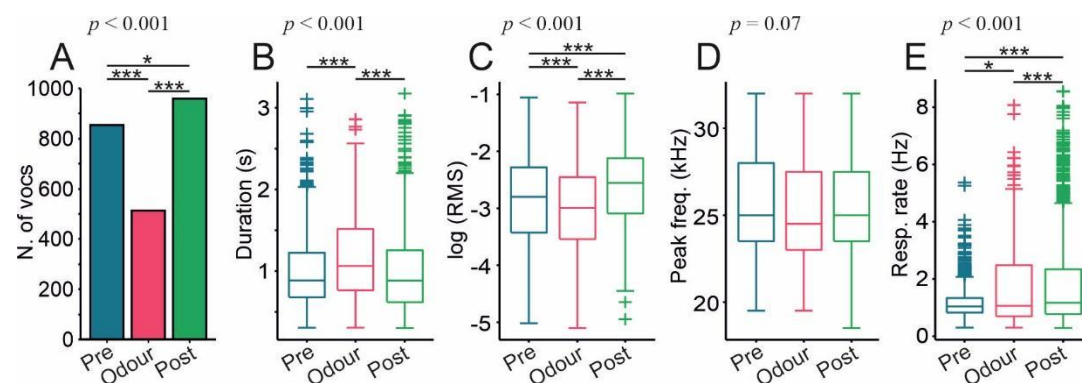 p < 0.001
p < 0.001
p < 0.001
p = 0.07
p < 0.001
A
*
***
***
N. of vocs
1000
800
600
400
200
0
Pre
Odour
Post
B
***
***
Duration (s)
3
2
1
Pre
Odour
Post
C
***
***
***
log (RMS)
-1
-2
-3
-4
-5
Pre
Odour
Post
D
Peak freq. (kHz)
30
25
20
Pre
Odour
Post
E
***
*
***
Resp. rate (Hz)
8
6
4
2
0
Pre
Odour
Post